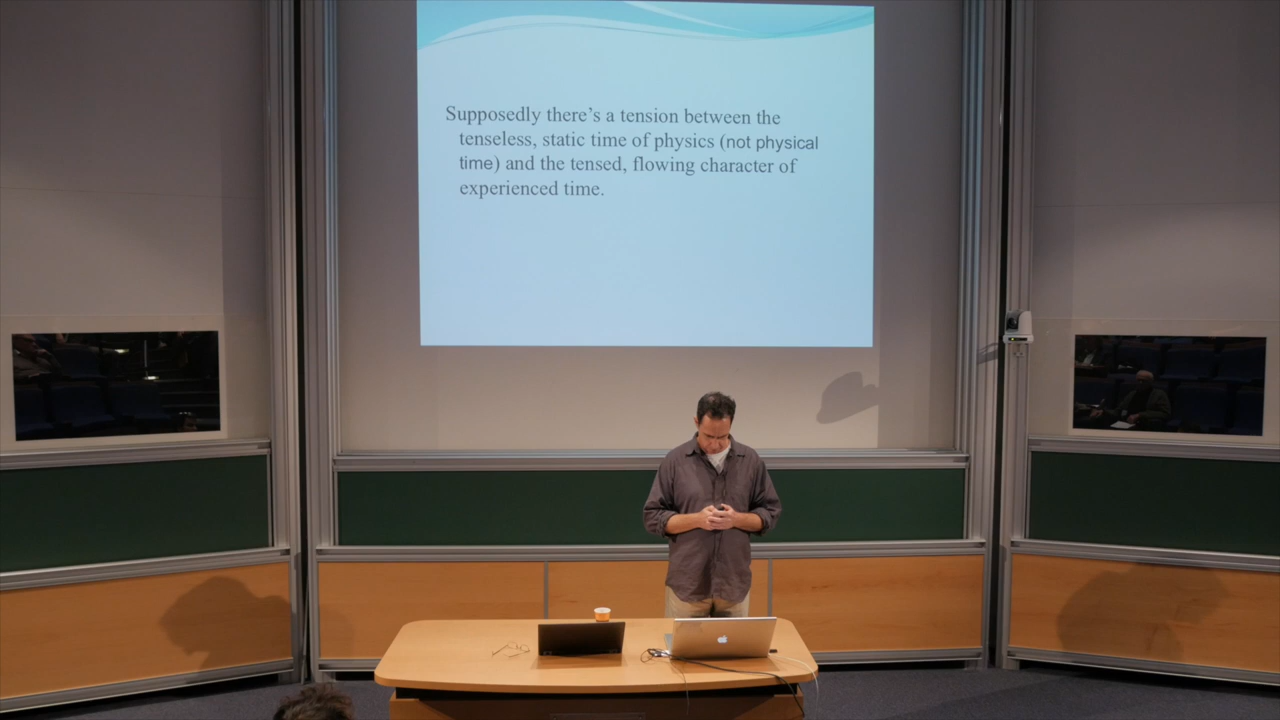 Supposedly there’s a tension between the
tenseless, static time of physics (not physical
time) and the tensed, flowing character of
experienced time.